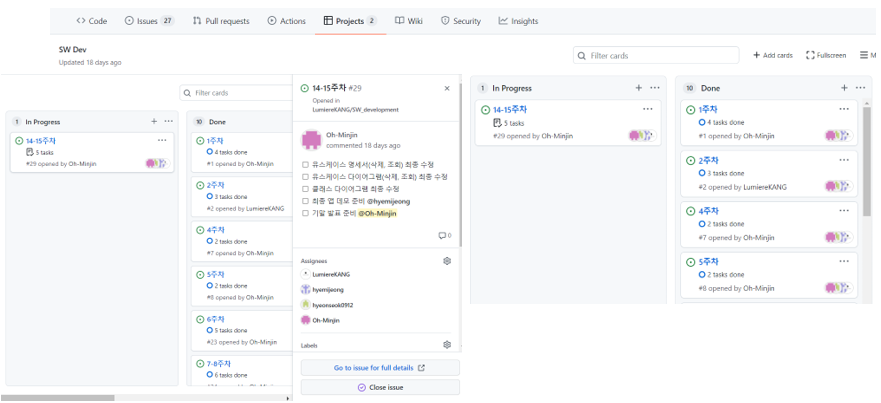 Code
Issues 27
Pull requests
Actions
Projects 2
Wiki
Security
Insights
SW Dev
Updated 18 days ago
Filter cards
+ Add cards
Fullscreen
M
Filter cards
1 In Progress
14-15주차
5 tasks
#29 opened by Oh-Minjin
10 Done
1주차
4 tasks done
#1 opened by Oh-Minjin
2주차
3 tasks done
#2 opened by LumiereKANG
4주차
2 tasks done
#7 opened by Oh-Minjin
5주차
2 tasks done
#8 opened by Oh-Minjin
6주차
5 tasks done
#23 opened by Oh-Minjin
7-8주차
6 tasks done
14-15주차 #29
Opened in
LumiereKANG/SW_development
Oh-Minjin
commented 18 days ago
유스케이스 명세서(삭제, 조회) 최종 수정
유스케이스 다이어그램(삭제, 조회) 최종 수정
클래스 다이어그램 최종 수정
최종 앱 데모 준비 @hyemijeong
기말 발표 준비 @Oh-Minjin
0
Assignees
LumiereKANG
hyemijeong
hyeonseok0912
Oh-Minjin
Labels
Go to issue for full details
Close issue
1 In Progress
14-15주차
5 tasks
#29 opened by Oh-Minjin
10 Done
1주차
4 tasks done
#1 opened by Oh-Minjin
2주차
3 tasks done
#2 opened by LumiereKANG
4주차
2 tasks done
#7 opened by Oh-Minjin
5주차
2 tasks done
#8 opened by Oh-Minjin